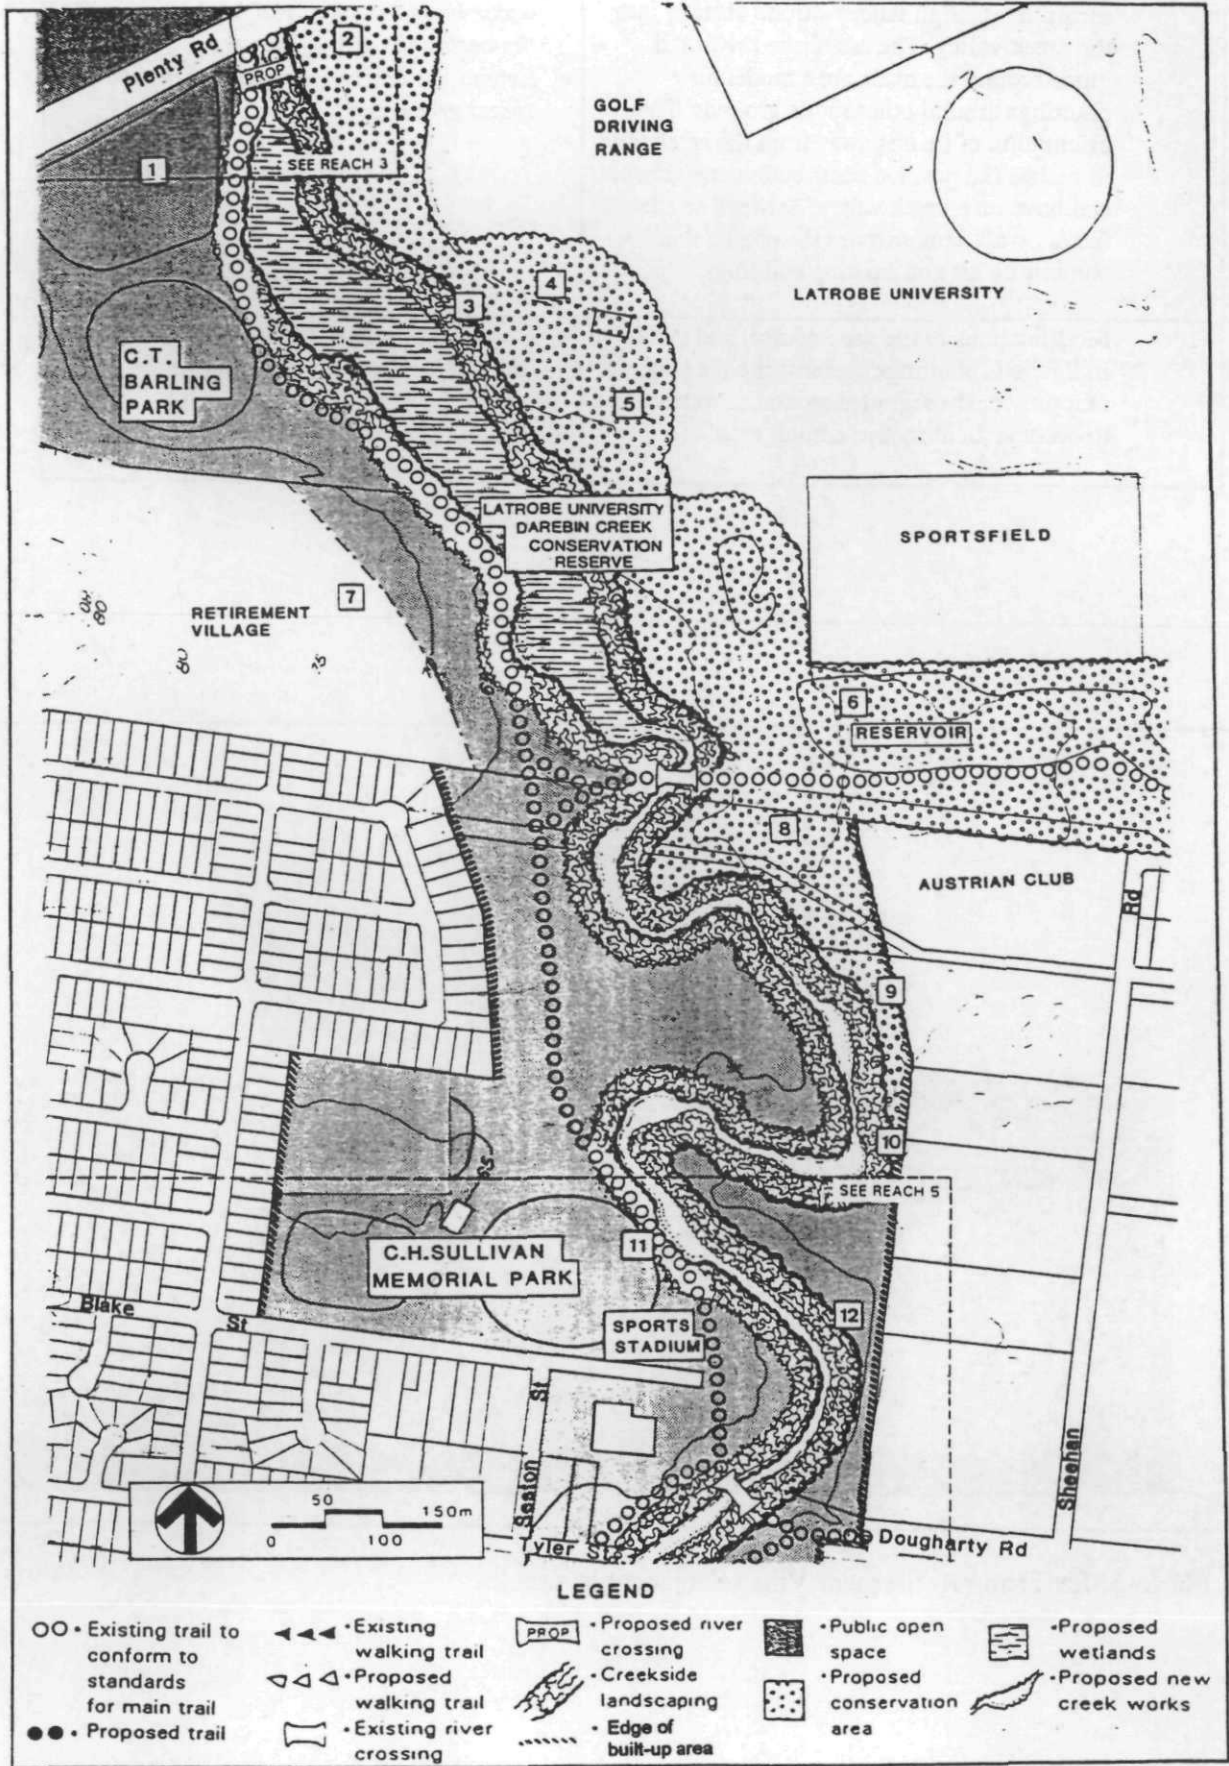 2
Plenty Rd
PROP
GOLF
DRIVING
RANGE
1
SEE REACH 3
4
3
LATROBE UNIVERSITY
C.T.
BARLING
PARK
5
LATROBE UNIVERSITY
DAREBIN CREEK
CONSERVATION
RESERVE
SPORTSFIELD
7
RETIREMENT
VILLAGE
80
75
6
RESERVOIR
8
AUSTRIAN CLUB
Rd
9
10
SEE REACH 5
11
C.H.SULLIVAN
MEMORIAL PARK
12
Blake
St
SPORTS
STADIUM
St
Seston
Sheehan
50
150m
0
100
Tyler St
Dougharty Rd
LEGEND
• Existing trail to
conform to
standards
for main trail
• Proposed trail
• Existing
walking trail
• Proposed
walking trail
• Existing river
crossing
PROP
• Proposed river
crossing
• Creekside
landscaping
• Edge of
built-up area
• Public open
space
• Proposed
conservation
area
• Proposed
wetlands
• Proposed new
creek works